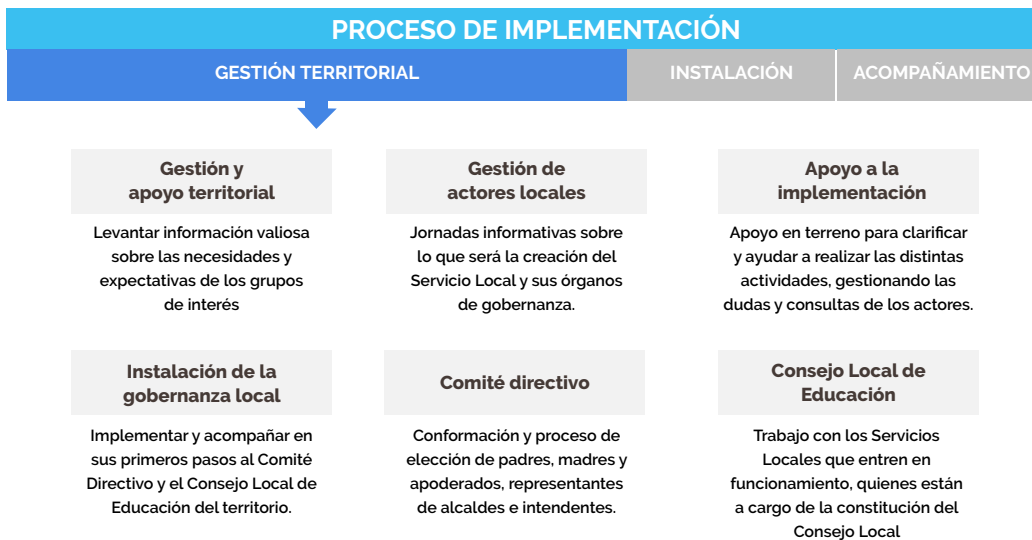 PROCESO DE IMPLEMENTACIÓN
GESTIÓN TERRITORIAL
INSTALACIÓN
ACOMPAÑAMIENTO
Gestión y
apoyo territorial
Levantar información valiosa
sobre las necesidades y
expectativas de los grupos
de interés
Gestión de
actores locales
Jornadas informativas sobre
lo que será la creación del
Servicio Local y sus órganos
de gobernanza.
Apoyo a la
implementación
Apoyo en terreno para clarificar
y ayudar a realizar las distintas
actividades, gestionando las
dudas y consultas de los actores.
Instalación de la
gobernanza local
Implementar y acompañar en
sus primeros pasos al Comité
Directivo y el Consejo Local de
Educación del territorio.
Comité directivo
Conformación y proceso de
elección de padres, madres y
apoderados, representantes
de alcaldes e intendentes.
Consejo Local de
Educación
Trabajo con los Servicios
Locales que entren en
funcionamiento, quienes están
a cargo de la constitución del
Consejo Local